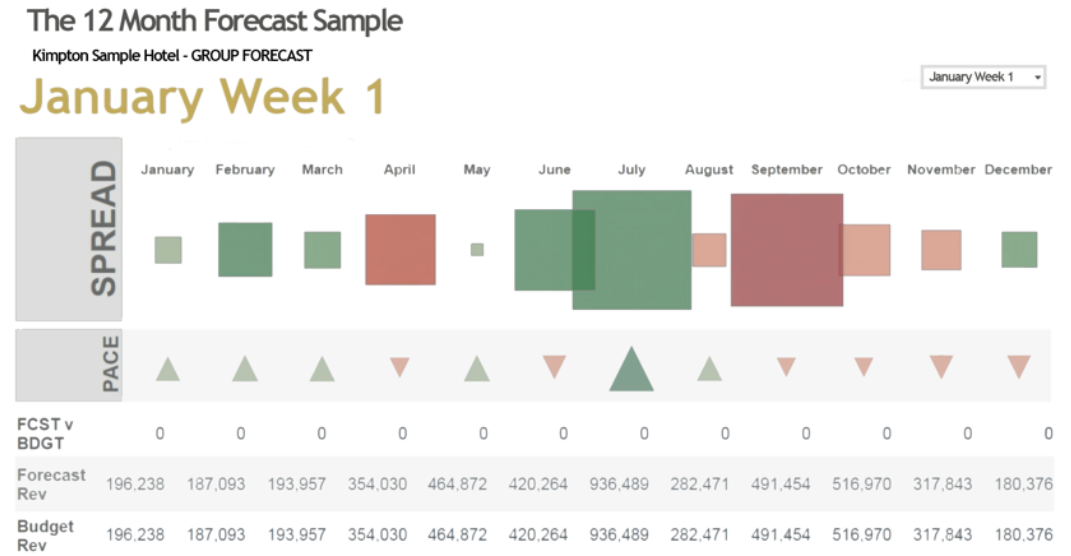 The 12 Month Forecast Sample
Kimpton Sample Hotel - GROUP FORECAST
January Week 1
January Week 1
SPREAD
January February March April May June July August September October November December
PACE
FCST v
BDGT
0 0 0 0 0 0 0 0 0 0 0 0
Forecast
Rev
196,238 187,093 193,957 354,030 464,872 420,264 936,489 282,471 491,454 516,970 317,843 180,376
Budget
Rev
196,238 187,093 193,957 354,030 464,872 420,264 936,489 282,471 491,454 516,970 317,843 180,376